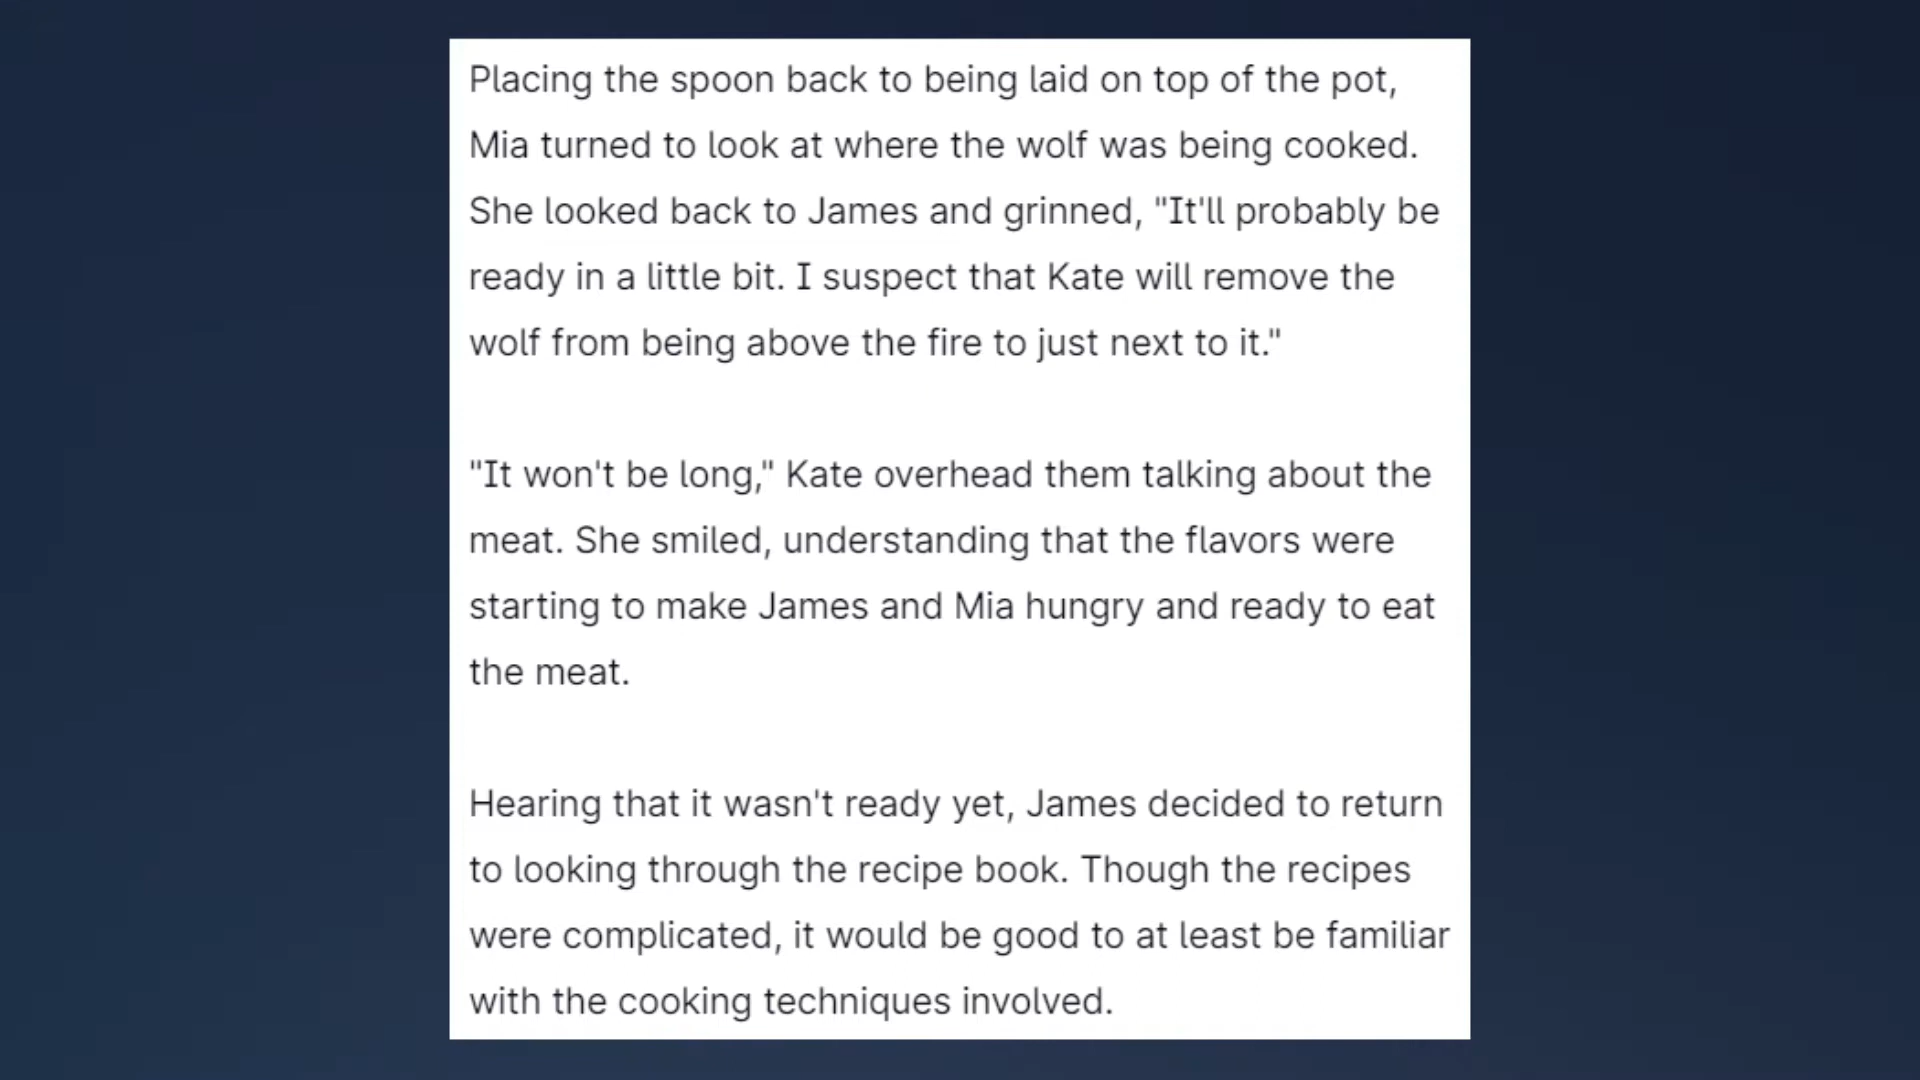 Placing the spoon back to being laid on top of the pot,
Mia turned to look at where the wolf was being cooked.
She looked back to James and grinned, "It'll probably be
ready in a little bit. I suspect that Kate will remove the
wolf from being above the fire to just next to it."
"It won't be long," Kate overhead them talking about the
meat. She smiled, understanding that the flavors were
starting to make James and Mia hungry and ready to eat
the meat.
Hearing that it wasn't ready yet, James decided to return
to looking through the recipe book. Though the recipes
were complicated, it would be good to at least be familiar
with the cooking techniques involved.